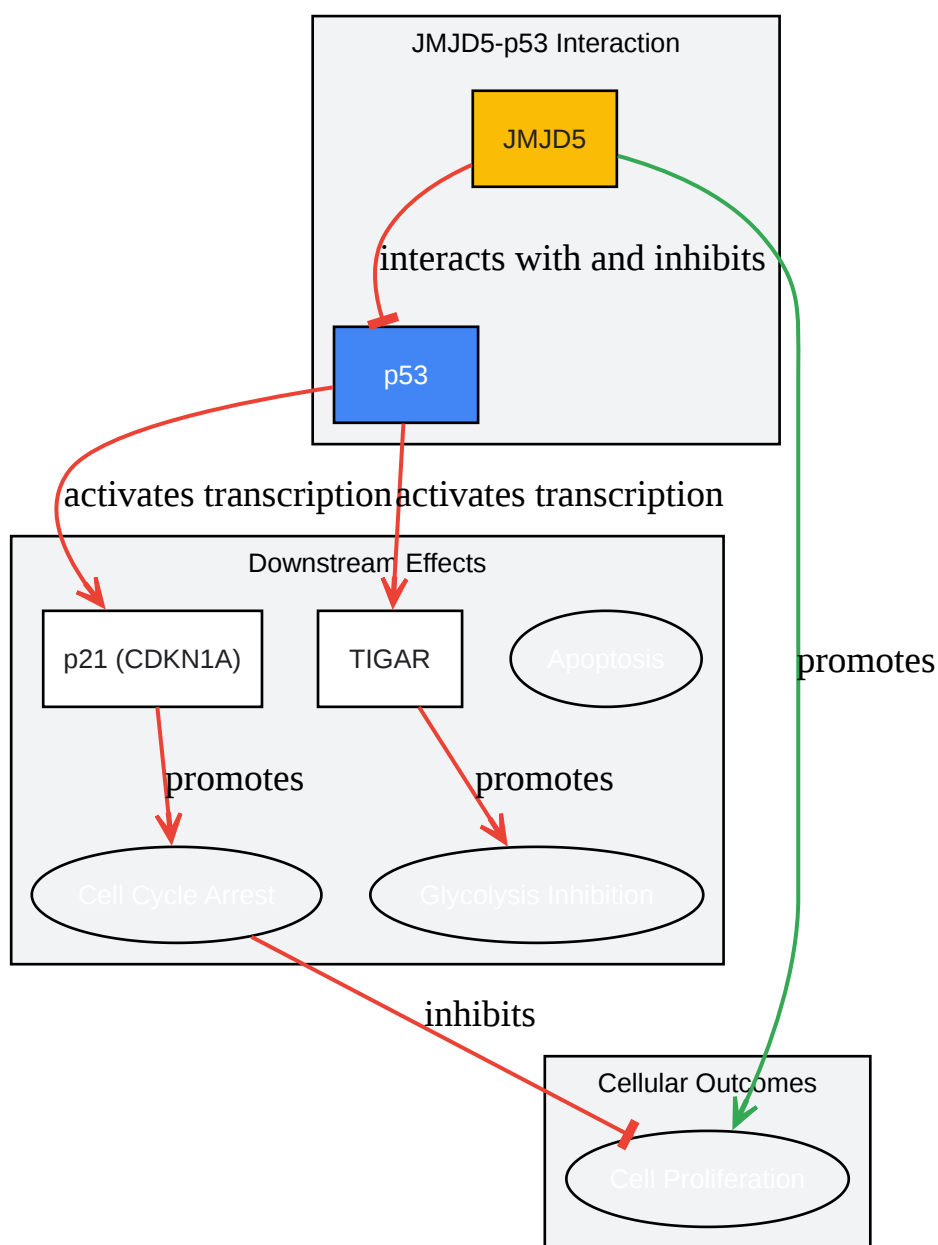 JMJD5-p53 Interaction
JMJD5
interacts with and inhibits
p53
activates transcription
activates transcription
Downstream Effects
p21 (CDKN1A)
TIGAR
Apoptosis
promotes
promotes
promotes
Cell Cycle Arrest
Glycolysis Inhibition
inhibits
Cellular Outcomes
Cell Proliferation